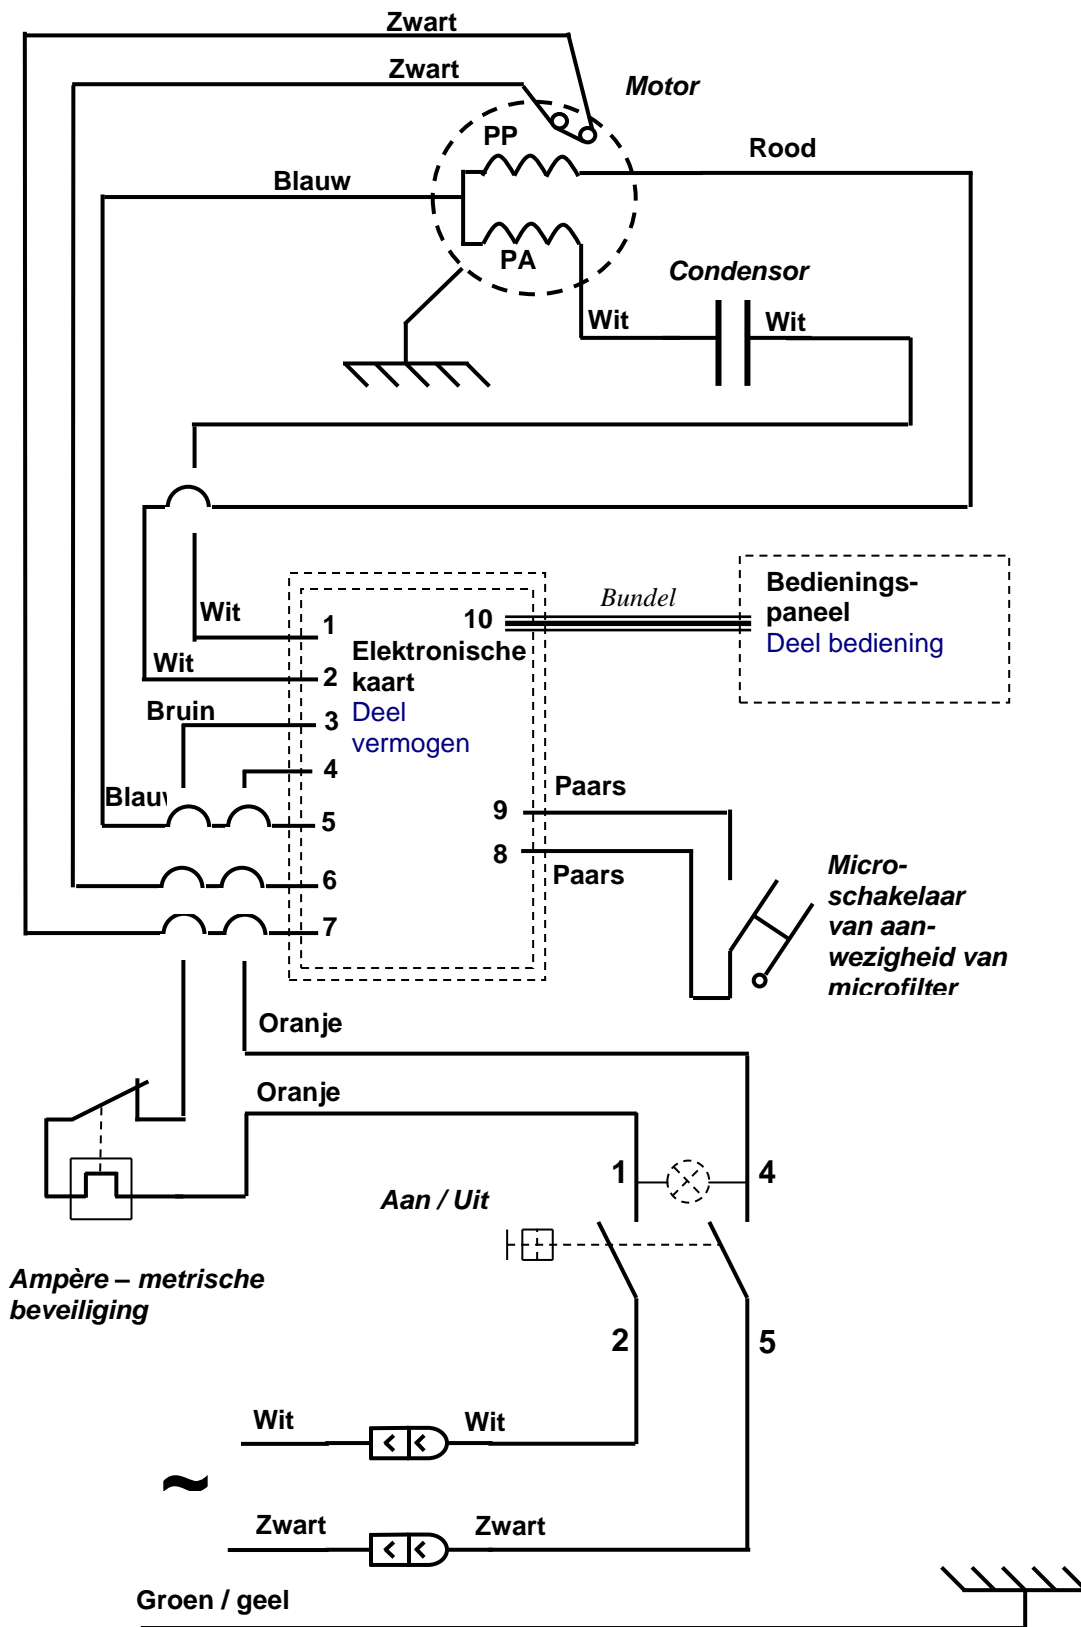 Zwart
Zwart
Motor
PP
Rood
Blauw
PA
Condensor
Wit
Wit
Bedienings-
paneel
Deel bediening
Bundel
Wit
1
10
Elektronische
kaart
Deel
vermogen
Wit
2
Bruin
3
4
Blauw
5
9
Paars
8
Paars
6
7
Micro-
schakelaar
van aan-
wezigheid van
microfilter
Oranje
Oranje
1
4
Aan / Uit
Ampère – metrische
beveiliging
2
5
Wit
Wit
~
Zwart
Zwart
Groen / geel